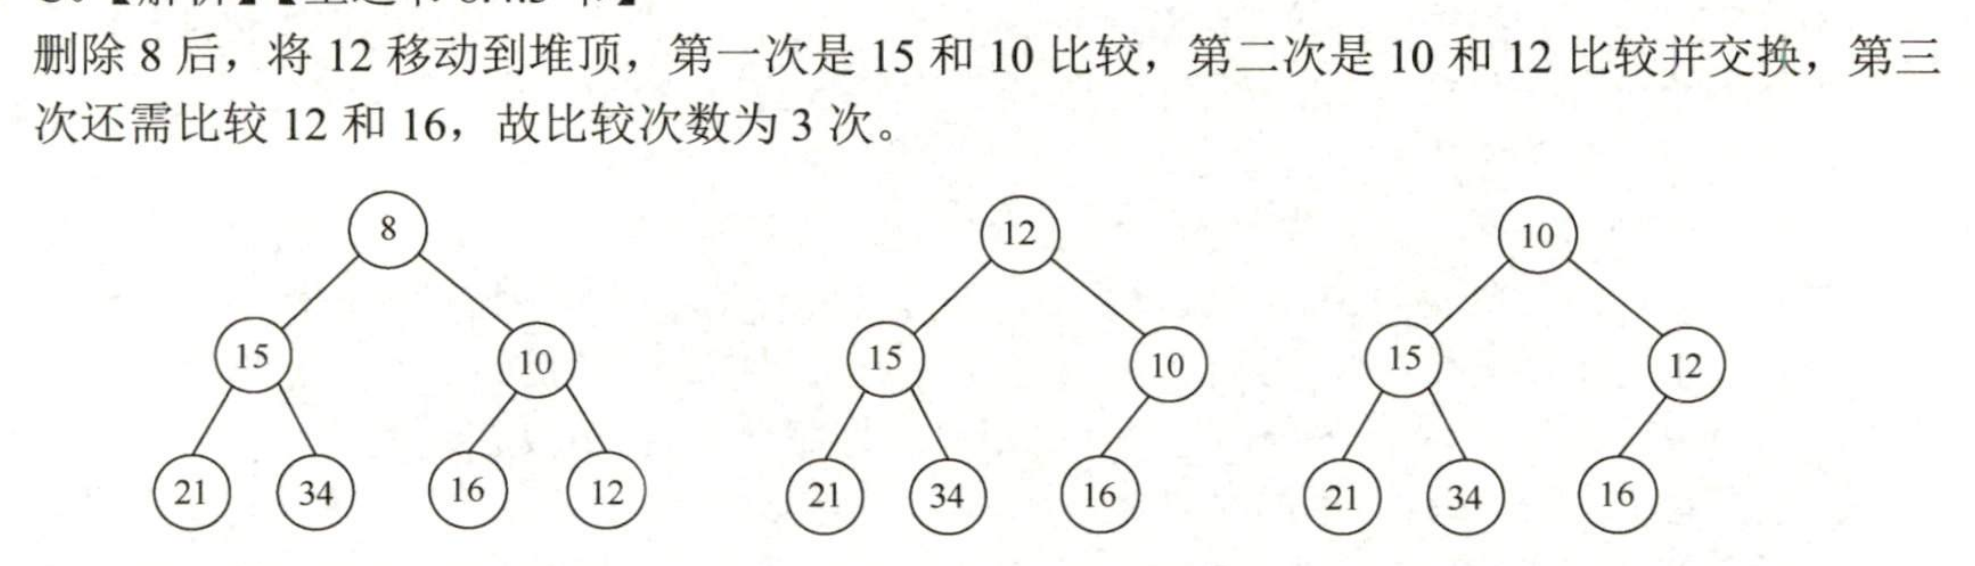 删除 8 后，将 12 移动到堆顶，第一次是 15 和 10 比较，第二次是 10 和 12 比较并交换，第三
次还需比较 12 和 16，故比较次数为 3 次。
8 12 10
15 10 15 10 15 12
21 34 16 12 21 34 16 21 34 16